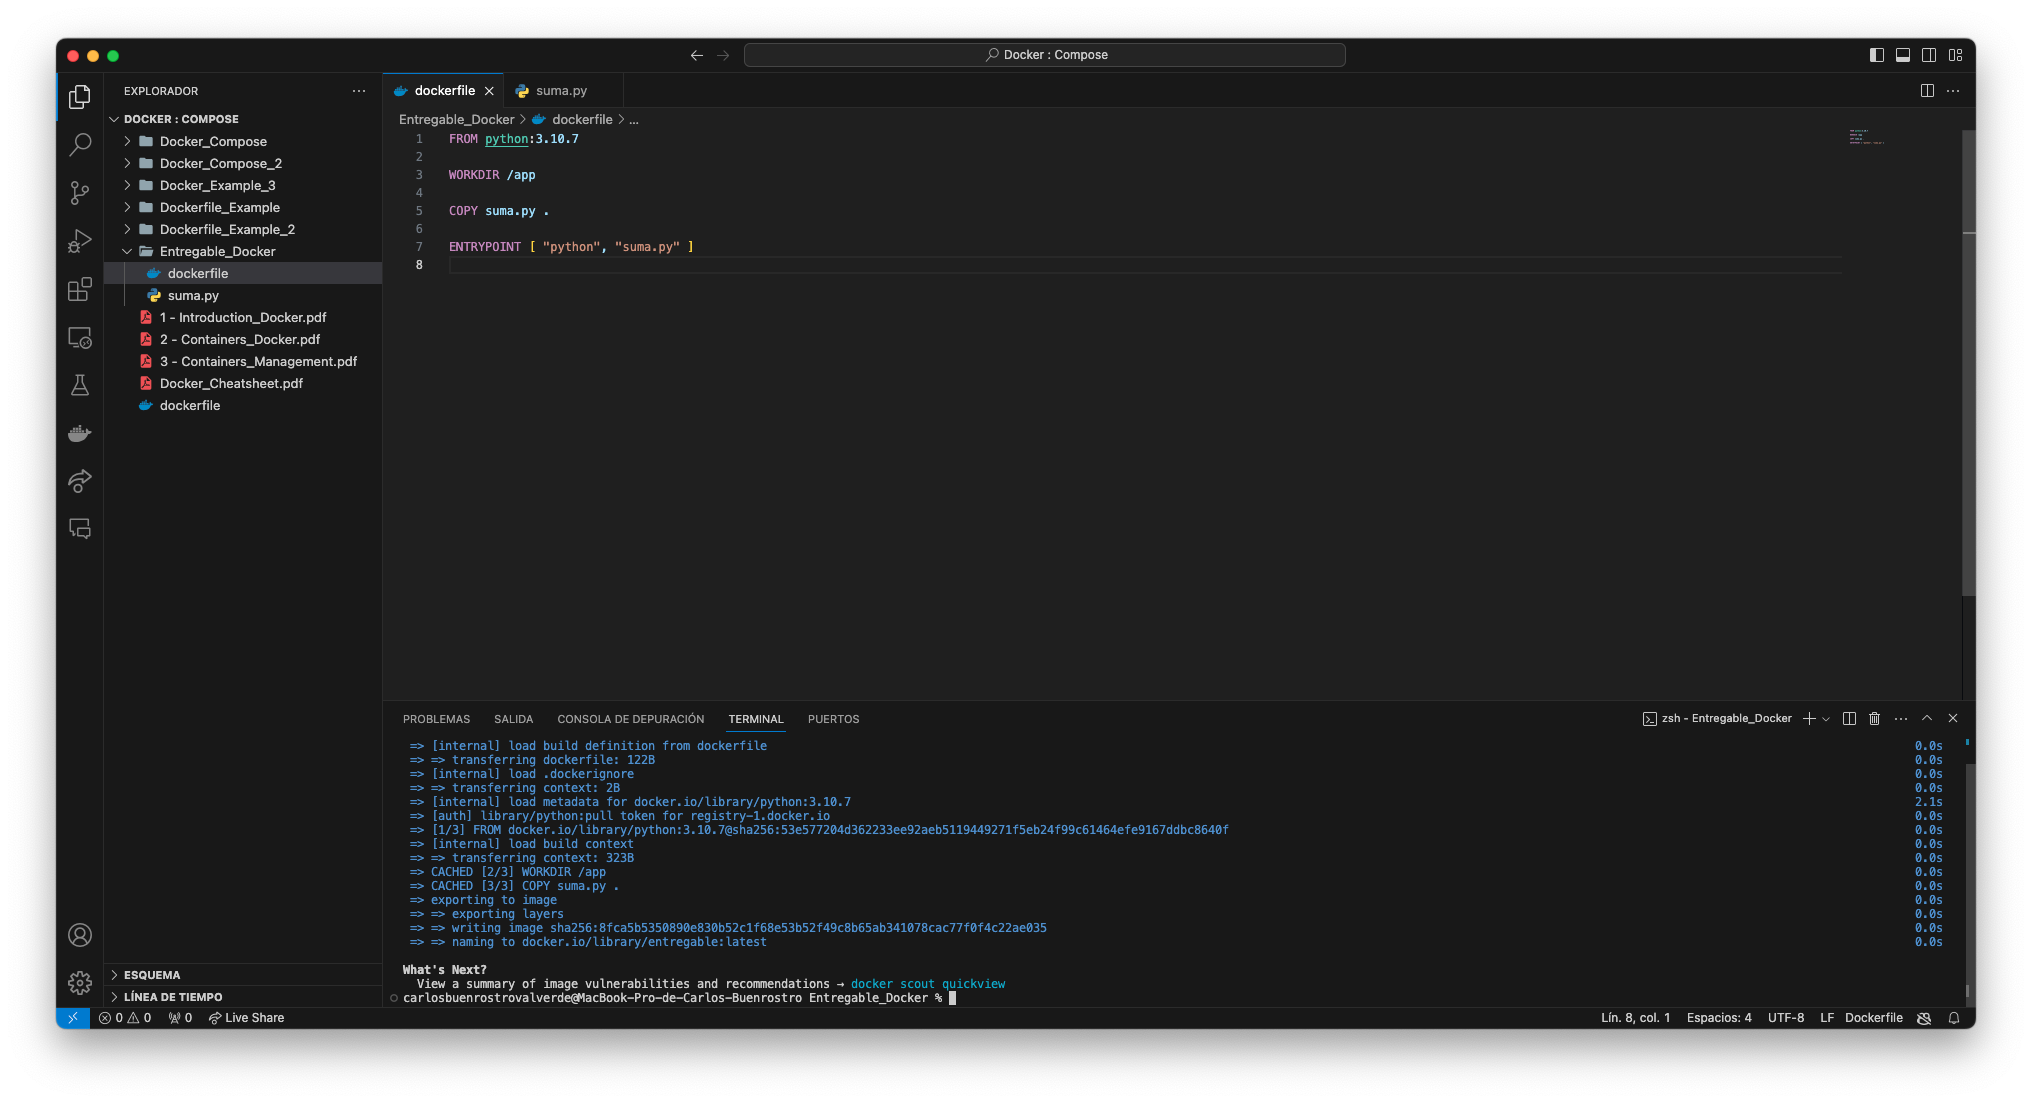 Docker : Compose
EXPLORADOR
DOCKER : COMPOSE
Docker_Compose
Docker_Compose_2
Docker_Example_3
Dockerfile_Example
Dockerfile_Example_2
Entregable_Docker
dockerfile
suma.py
1 - Introduction_Docker.pdf
2 - Containers_Docker.pdf
3 - Containers_Management.pdf
Docker_Cheatsheet.pdf
dockerfile
ESQUEMA
LÍNEA DE TIEMPO
dockerfile
suma.py
Entregable_Docker > dockerfile > ...
1 FROM python:3.10.7
2
3 WORKDIR /app
4
5 COPY suma.py .
6
7 ENTRYPOINT [ "python", "suma.py" ]
8
PROBLEMAS SALIDA CONSOLA DE DEPURACIÓN TERMINAL PUERTOS
zsh - Entregable_Docker
=> [internal] load build definition from dockerfile 0.0s
=> => transferring dockerfile: 122B 0.0s
=> [internal] load .dockerignore 0.0s
=> => transferring context: 2B 0.0s
=> [internal] load metadata for docker.io/library/python:3.10.7 2.1s
=> [auth] library/python:pull token for registry-1.docker.io 0.0s
=> [1/3] FROM docker.io/library/python:3.10.7@sha256:53e577204d362233ee92aeb5119449271f5eb24f99c61464efe9167ddbc8640f 0.0s
=> [internal] load build context 0.0s
=> => transferring context: 323B 0.0s
=> CACHED [2/3] WORKDIR /app 0.0s
=> CACHED [3/3] COPY suma.py . 0.0s
=> exporting to image 0.0s
=> => exporting layers 0.0s
=> => writing image sha256:8fca5b5350890e830b52c1f68e53b52f49c8b65ab341078cac77f0f4c22ae035 0.0s
=> => naming to docker.io/library/entregable:latest 0.0s
What's Next?
View a summary of image vulnerabilities and recommendations → docker scout quickview
carlosbuenrostrovalverde@MacBook-Pro-de-Carlos-Buenrostro Entregable_Docker %
0 0 0 Live Share
Lín. 8, col. 1 Espacios: 4 UTF-8 LF Dockerfile